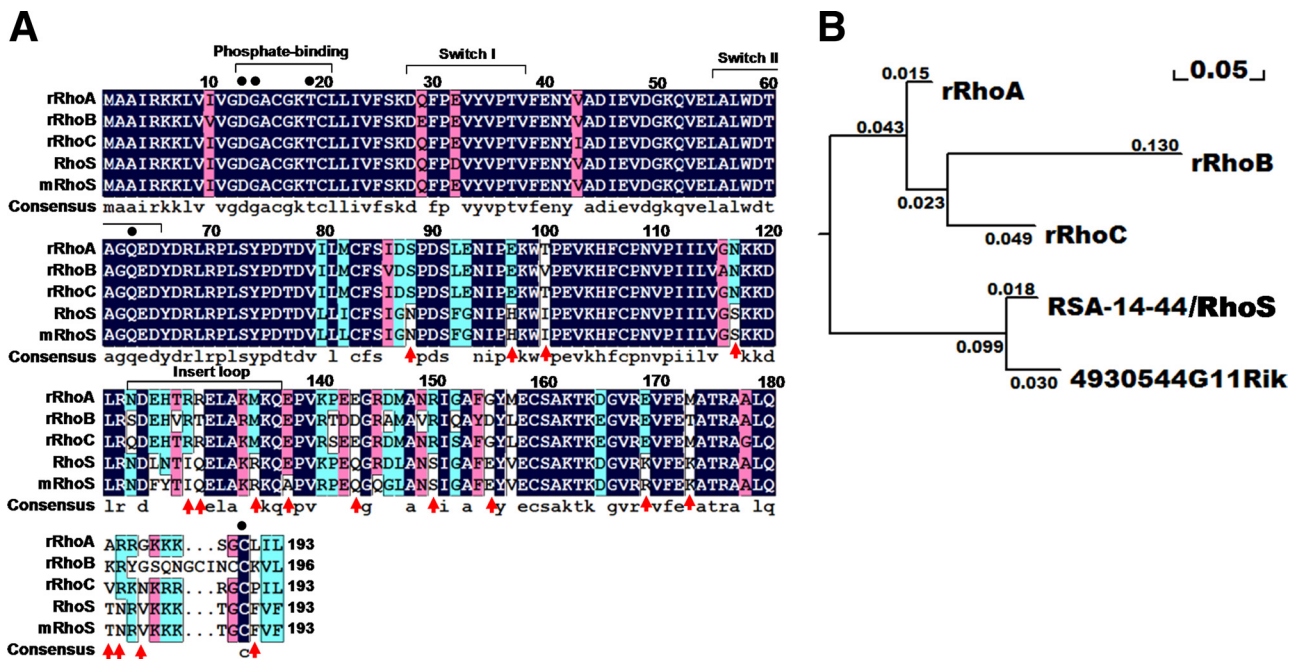 A
Phosphate-binding
Switch I
Switch II
10 20 30 40 50 60
rRhoA MAAIRKKLVIVGDGACGKTCLLIVFSKDQFPEVYVPTVFENYVADIEVDGKQVELALWDT
rRhoB MAAIRKKLVVVGDGACGKTCLLIVFSKDEFPEVYVPTVFENYVADIEVDGKQVELALWDT
rRhoC MAAIRKKLVIVGDGACGKTCLLIVFSKDQFPEVYVPTVFENYIADIEVDGKQVELALWDT
RhoS MAAIRKKLVIVGDGACGKTCLLIVFSKDQFPDVYVPTVFENYVADIEVDGKQVELALWDT
mRhoS MAAIRKKLVIVGDGACGKTCLLIVFSKDQFPEVYVPTVFENYVADIEVDGKQVELALWDT
Consensus maairkklv vgdgacgktcllivfskd fp vyvptvfeny adievdgkqvelalwdt
70 80 90 100 110 120
rRhoA AGQEDYDRLRPLSYPDTDVILMCFSIDSPDSLENIPEKWTPEVKHFCPNVPIILVGNKKD
rRhoB AGQEDYDRLRPLSYPDTDVILMCFSVDSPDSLENIPEKWVPEVKHFCPNVPIILVANKKD
rRhoC AGQEDYDRLRPLSYPDTDVILMCFSIDSPDSLENIPEKWTPEVKHFCPNVPIILVGNKKD
RhoS AGQEDYDRLRPLSYPDTDVLLICFSIGNPDSFGNIPHKWIPEVKHFCPNVPIILVGSKKD
mRhoS AGQEDYDRLRPLSYPDTDVLLLCFSIGNPDSFGNIPHKWIPEVKHFCPNVPIILVGSKKD
Consensus agqedydrlrplsypdtdv l cfs pds nip kw pevkhfcpnvpiilv kkd
Insert loop
140 150 160 170 180
rRhoA LRNDEHTRRELAKMKQEPVKPEEGRDMANRIGAFGYMECSAKTKDGVREVFEMATRAALQ
rRhoB LRSDEHVRTELARMKQEPVRTDDGRAMAVRIQAYDYLECSAKTKEGVREVFETATRAALQ
rRhoC LRQDEHTRRELAKMKQEPVRSEEGRDMANRISAFGYLECSAKTKEGVREVFEMATRAGLQ
RhoS LRNDLNTIQELAKRKQEPVKPEQGRDLANSIGAFEYVECSAKTKDGVRKVFEKATRAALQ
mRhoS LRNDFYTIQELAKRKQAPVRPEQGQGLANSIGAFEYVECSAKTKDGVRRVFEKATRAALQ
Consensus lr d ela kq pv g a i a y ecsaktk gvr vfe atra lq
rRhoA ARRGKKK...SGCLIL 193
rRhoB KRYGSQNGCINCCKVL 196
rRhoC VRKNKRR...RGCPIL 193
RhoS TNRVKKK...TGCFVF 193
mRhoS TNRVKKK...TGCFVF 193
Consensus c
B
0.05
0.015 rRhoA
0.043
0.130 rRhoB
0.023
0.049 rRhoC
0.018 RSA-14-44/RhoS
0.099
0.030 4930544G11Rik